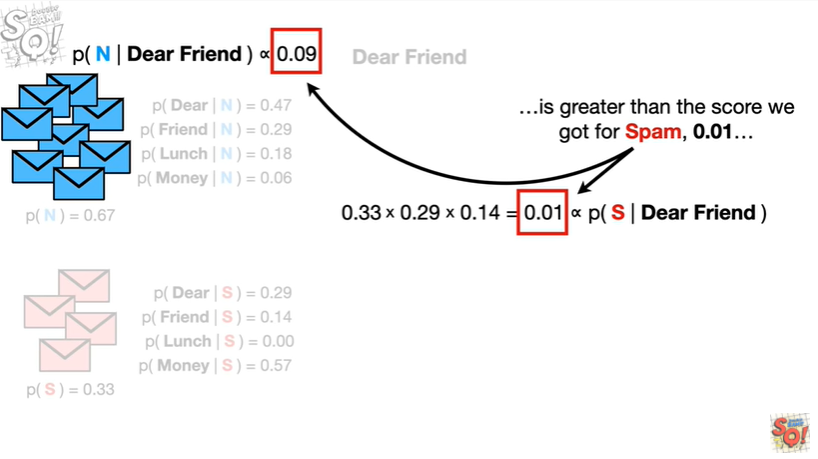 p( N | Dear Friend ) ∝ 0.09
Dear Friend
p( Dear | N ) = 0.47
p( Friend | N ) = 0.29
p( Lunch | N ) = 0.18
p( Money | N ) = 0.06
p( N ) = 0.67
…is greater than the score we
got for Spam, 0.01…
0.33 x 0.29 x 0.14 = 0.01 ∝ p( S | Dear Friend )
p( Dear | S ) = 0.29
p( Friend | S ) = 0.14
p( Lunch | S ) = 0.00
p( Money | S ) = 0.57
p( S ) = 0.33